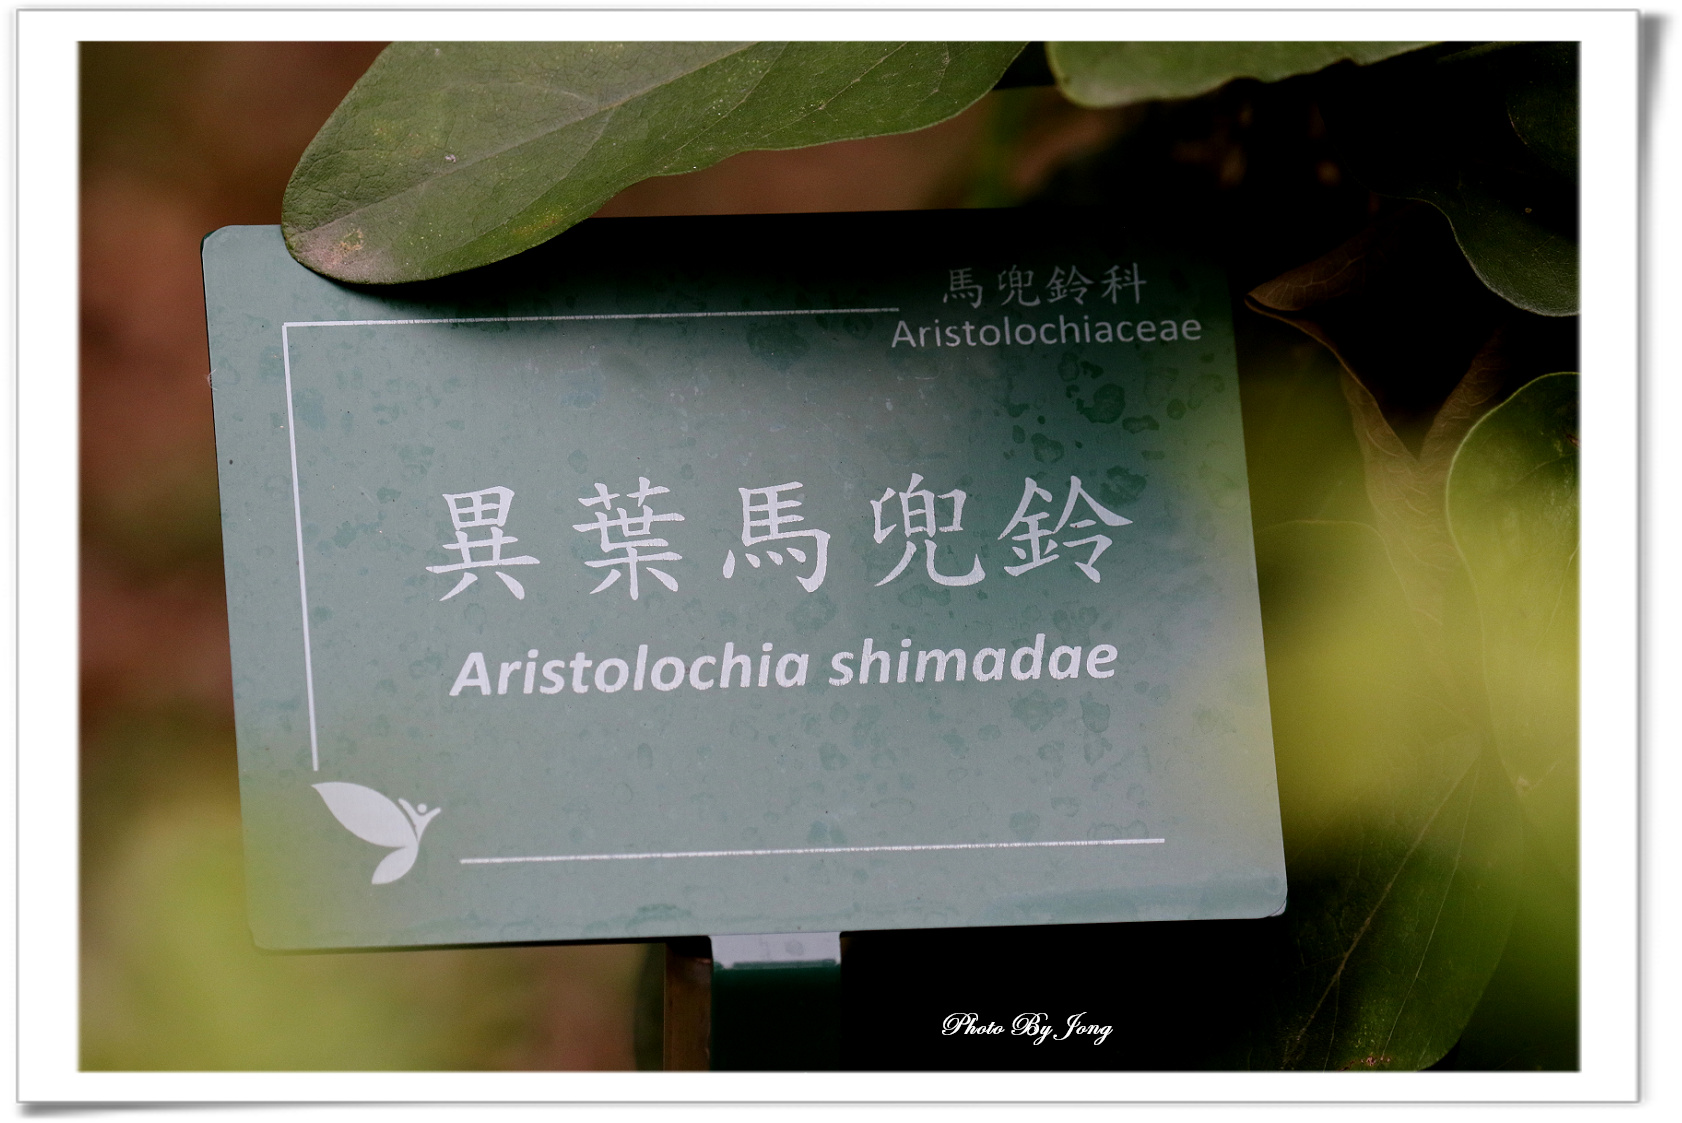 馬兜鈴科
Aristolochiaceae
異葉馬兜鈴
Aristolochia shimadae
Photo By Jong